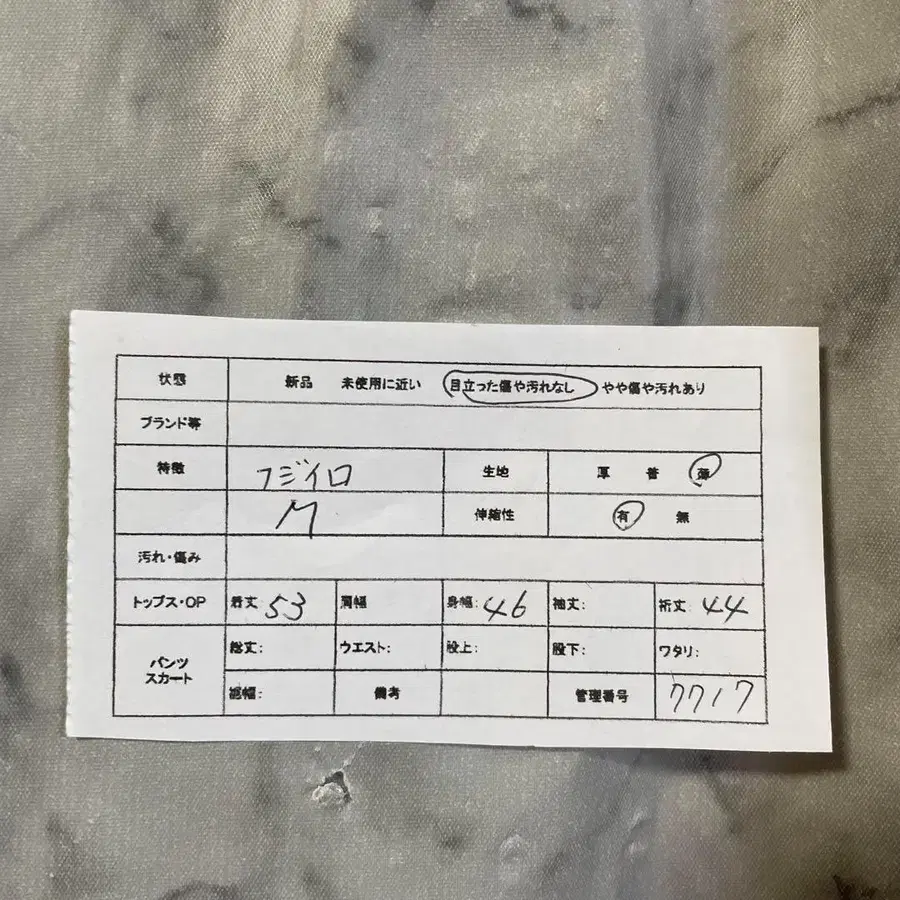 状態 新品 未使用に近い 目立った傷や汚れなし やや傷や汚れあり
ブランド等
特徴 フジイロ 生地 厚 普 薄
M 伸縮性 有 無
汚れ・傷み
トップス・OP 着丈: 53 肩幅 身幅: 46 袖丈: 裄丈: 44
パンツ スカート 総丈: ウエスト: 股上: 股下: ワタリ:
裾幅: 備考 管理番号 7717